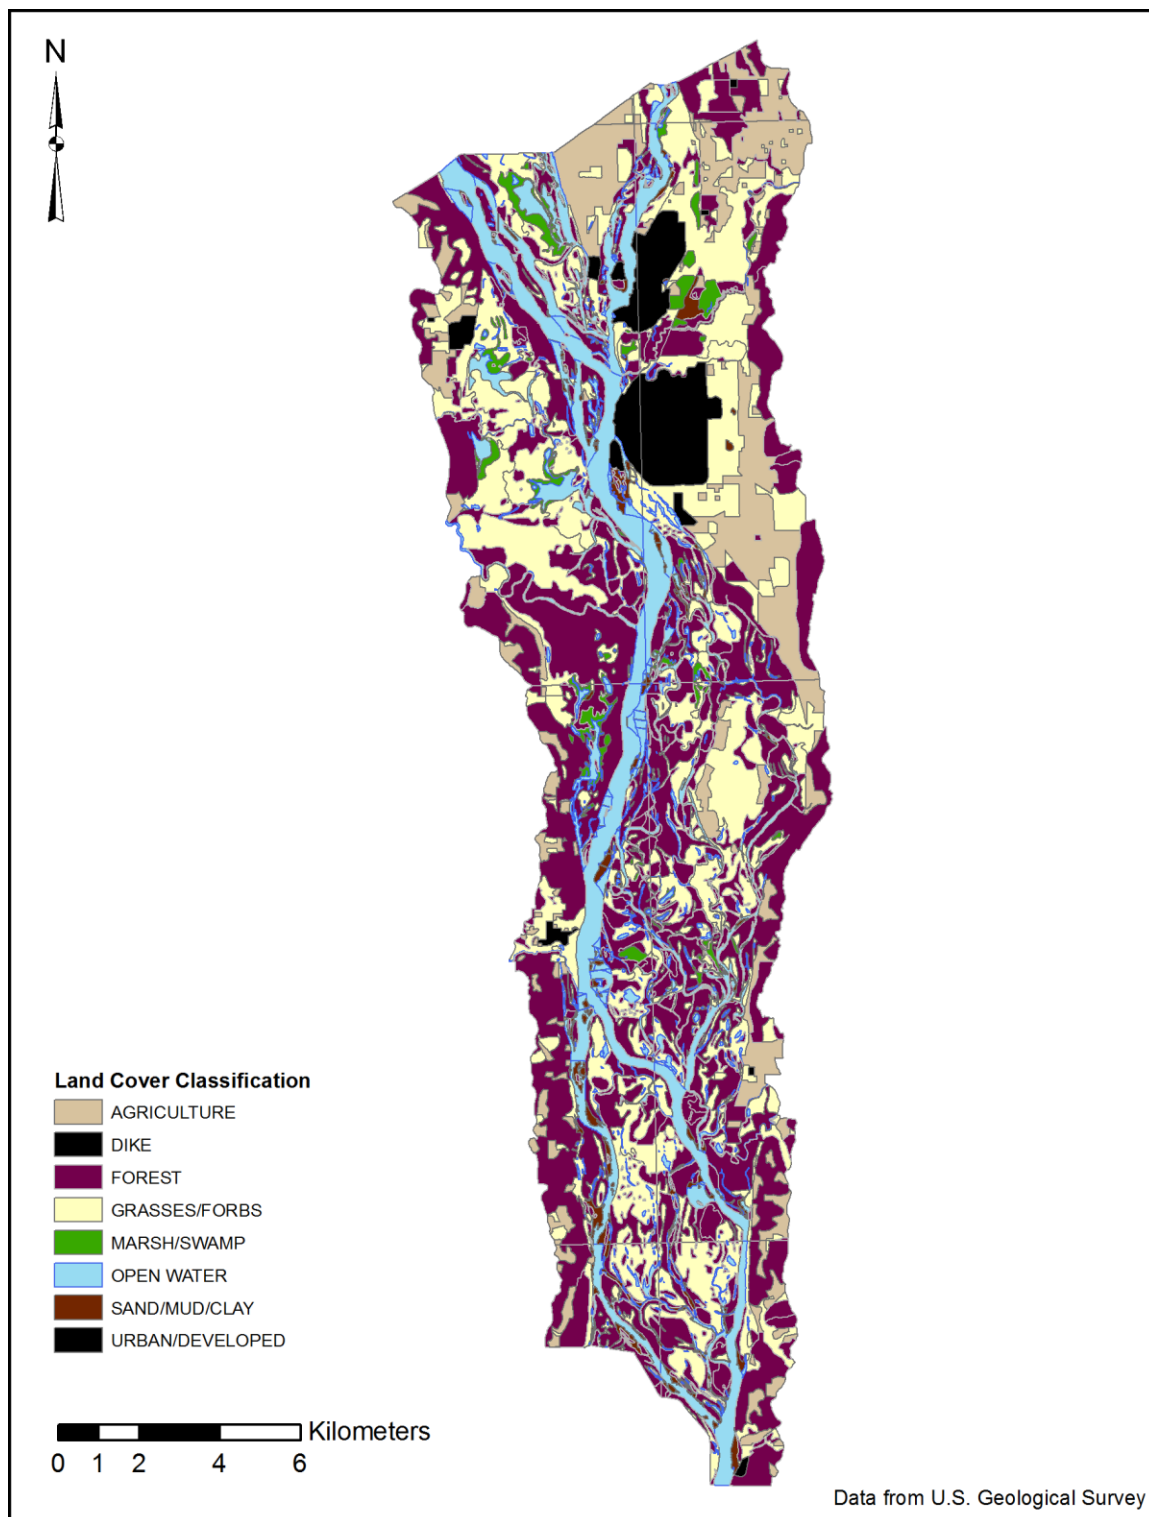 N
Land Cover Classification
AGRICULTURE
DIKE
FOREST
GRASSES/FORBS
MARSH/SWAMP
OPEN WATER
SAND/MUD/CLAY
URBAN/DEVELOPED
Kilometers
0 1 2 4 6
Data from U.S. Geological Survey